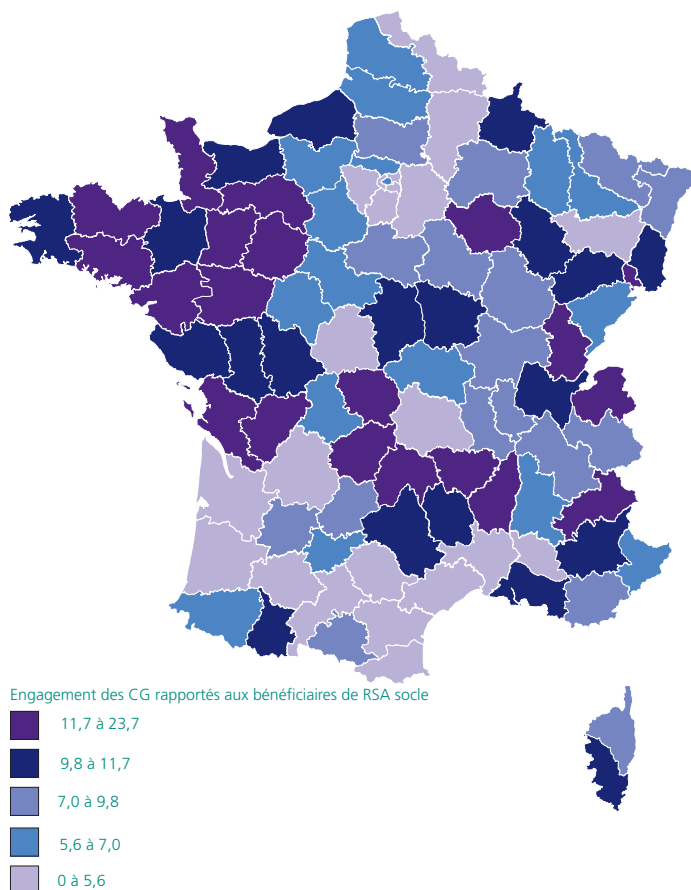 Engagement des CG rapportés aux bénéficiaires de RSA socle
11,7 à 23,7
9,8 à 11,7
7,0 à 9,8
5,6 à 7,0
0 à 5,6